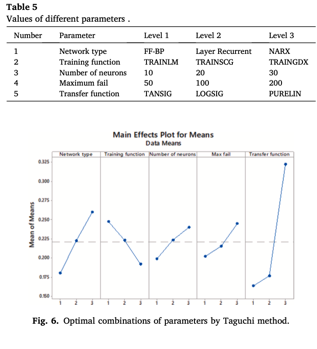 Table 5
Values of different parameters .
Number Parameter Level 1 Level 2 Level 3
1 Network type FF-BP Layer Recurrent NARX
2 Training function TRAINLM TRAINSCG TRAINGDX
3 Number of neurons 10 20 30
4 Maximum fail 50 100 200
5 Transfer function TANSIG LOGSIG PURELIN
Main Effects Plot for Means
Data Means
Network type Training function Number of neurons Max fail Transfer function
0.325
0.300
0.275
0.250
0.225
0.200
0.175
0.150
Mean of Means
1 2 3 1 2 3 1 2 3 1 2 3 1 2 3
Fig. 6. Optimal combinations of parameters by Taguchi method.